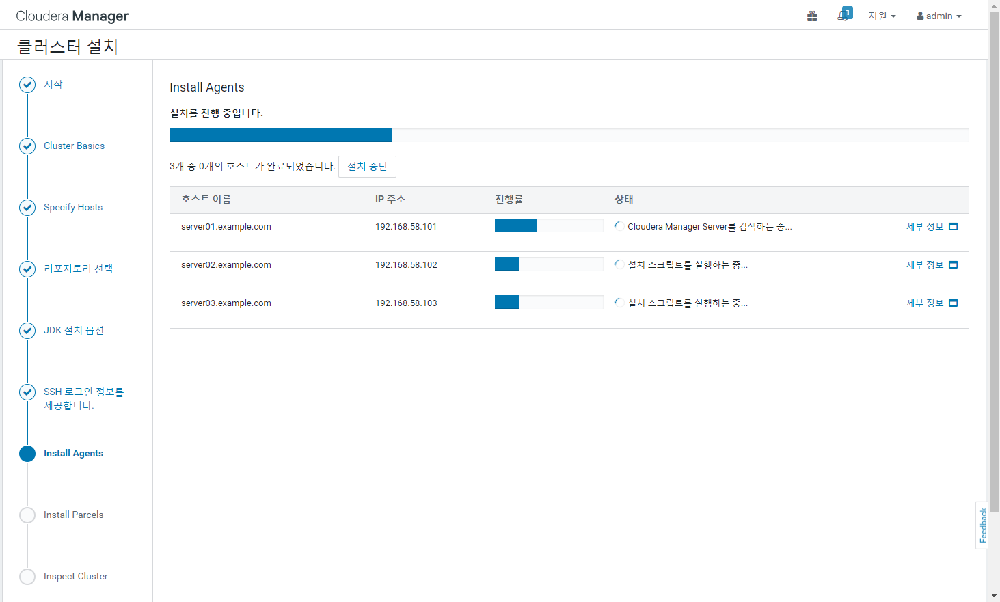 Cloudera Manager
1
지원
admin
클러스터 설치
시작
Cluster Basics
Specify Hosts
리포지토리 선택
JDK 설치 옵션
SSH 로그인 정보를
제공합니다.
Install Agents
Install Parcels
Inspect Cluster
Install Agents
설치를 진행 중입니다.
3개 중 0개의 호스트가 완료되었습니다. 설치 중단
호스트 이름 IP 주소 진행률 상태
server01.example.com 192.168.58.101 Cloudera Manager Server를 검색하는 중... 세부 정보
server02.example.com 192.168.58.102 설치 스크립트를 실행하는 중... 세부 정보
server03.example.com 192.168.58.103 설치 스크립트를 실행하는 중... 세부 정보
Feedback